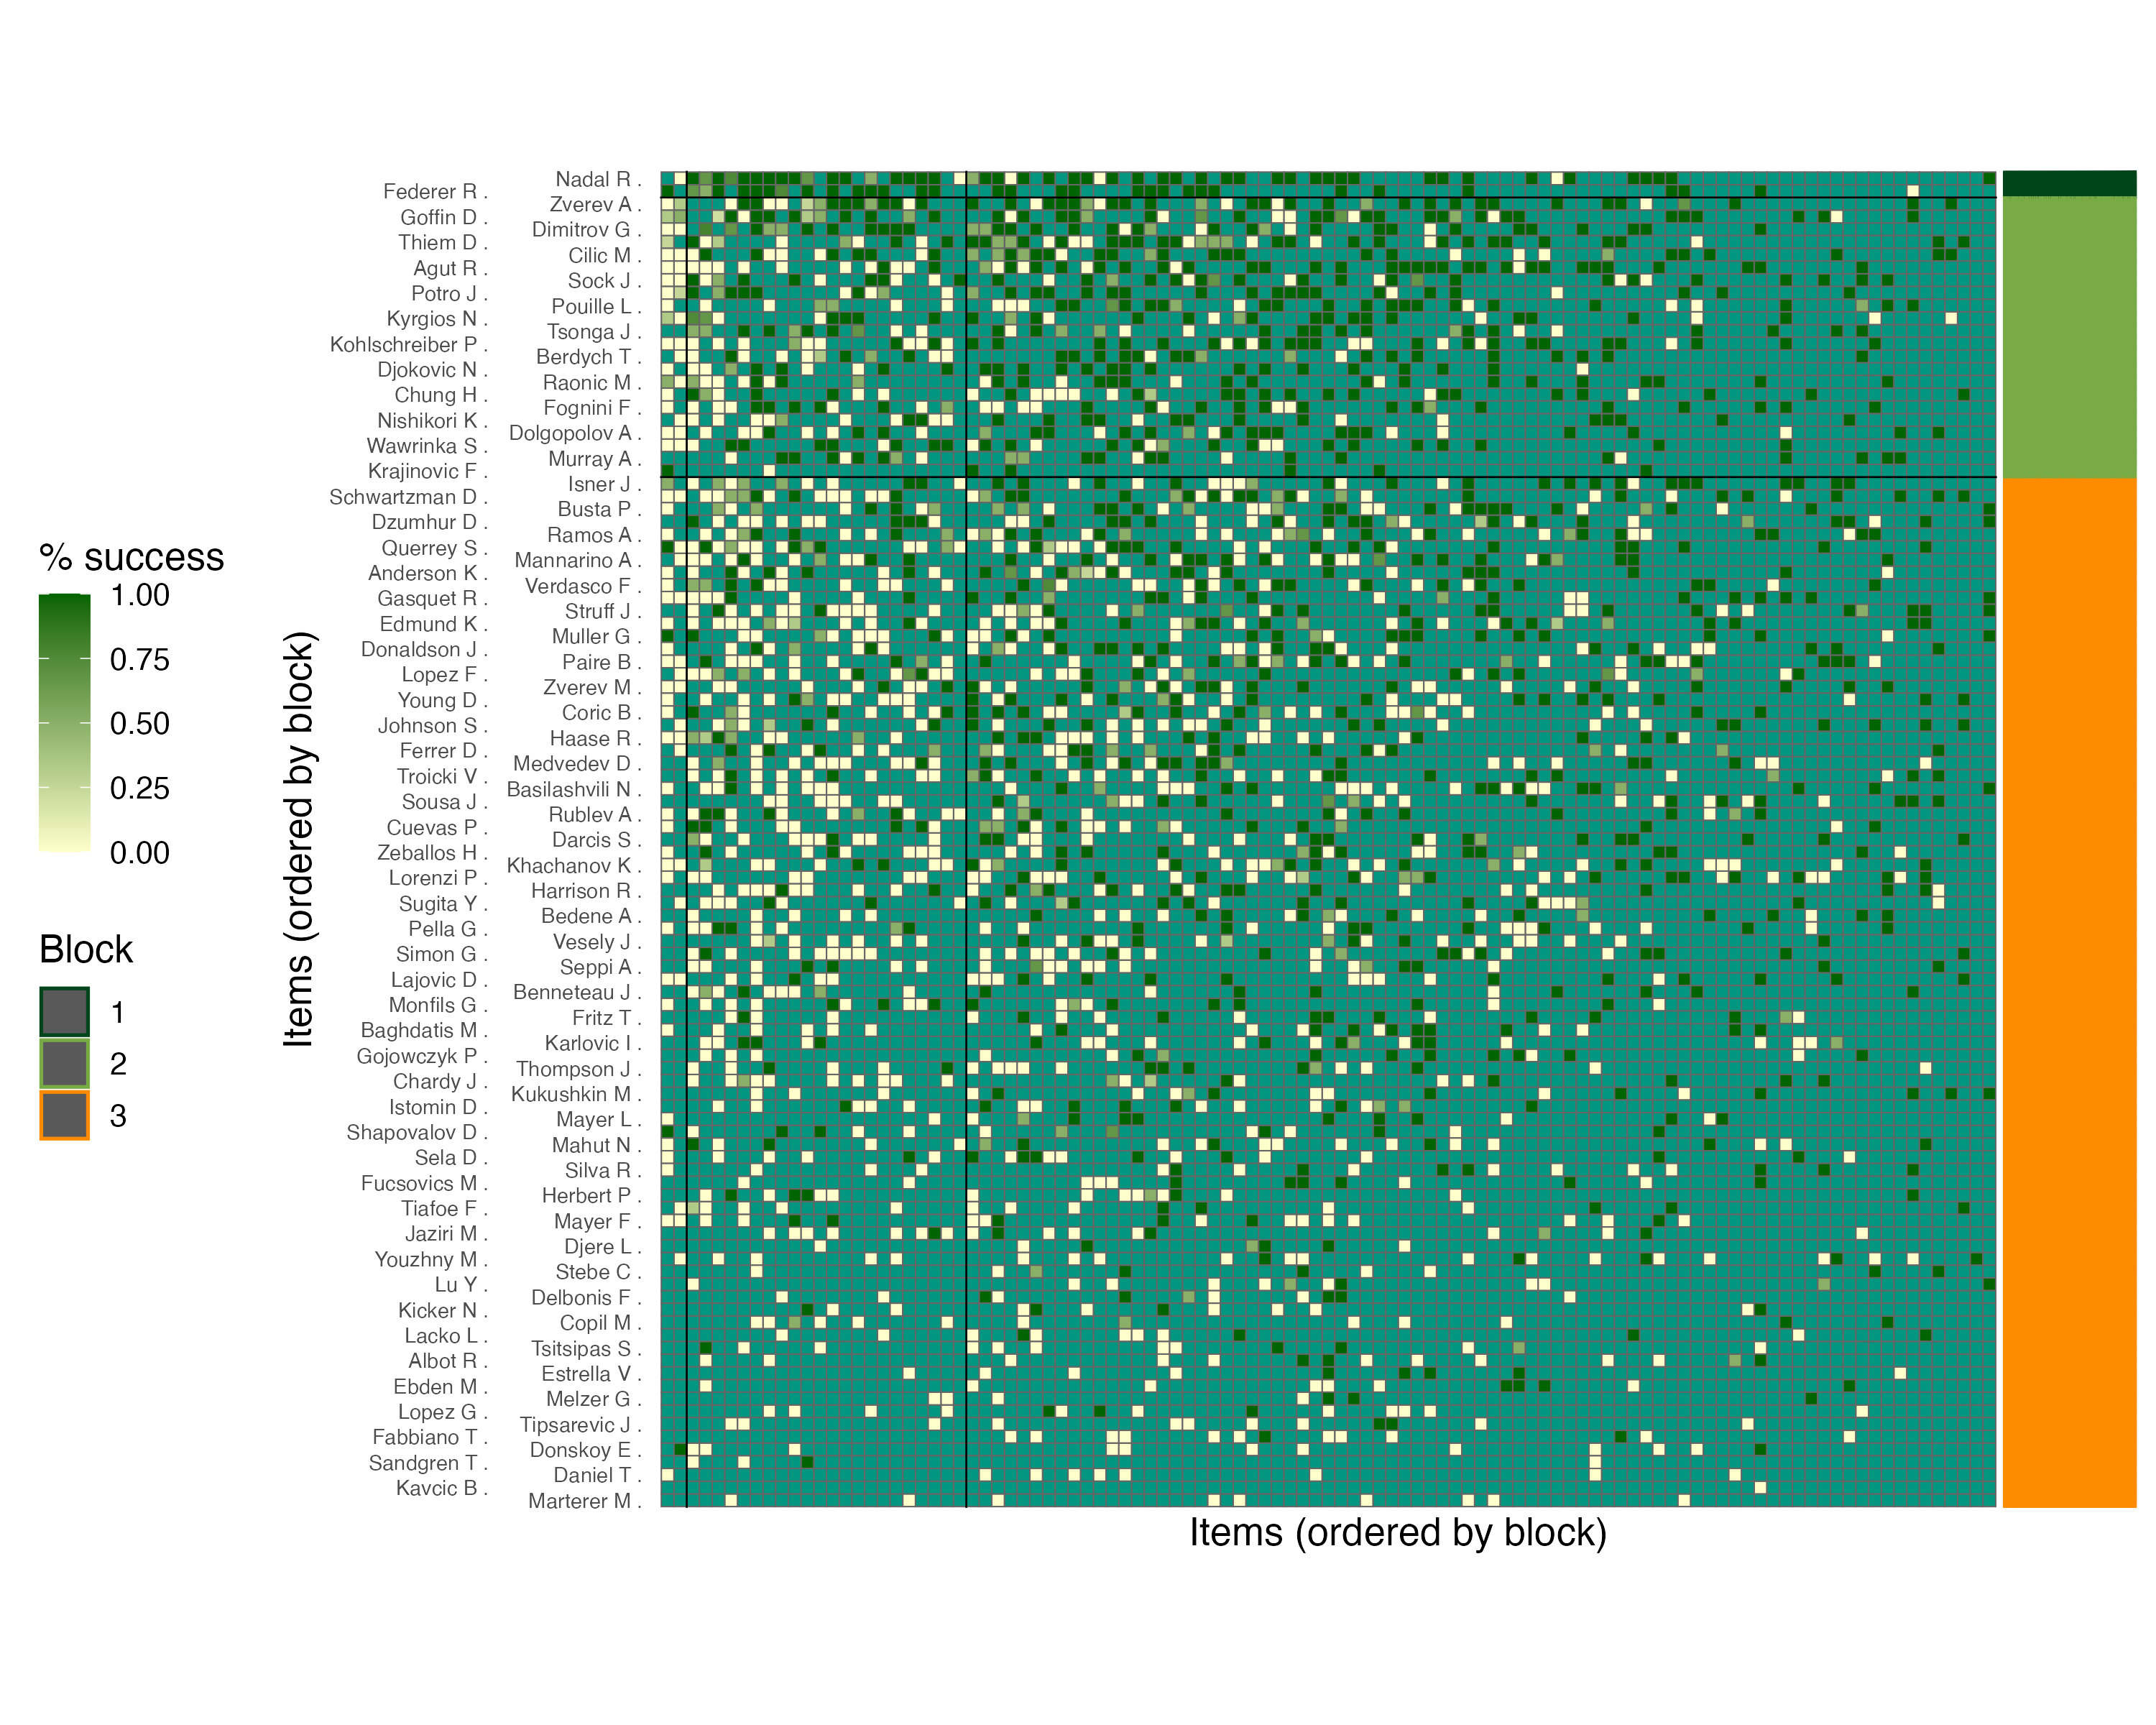 % success
1.00
0.75
0.50
0.25
0.00
Block
1
2
3
Items (ordered by block)
Nadal R .
Federer R .
Zverev A .
Goffin D .
Dimitrov G .
Thiem D .
Cilic M .
Agut R .
Sock J .
Potro J .
Pouille L .
Kyrgios N .
Tsonga J .
Kohlschreiber P .
Berdych T .
Djokovic N .
Raonic M .
Chung H .
Fognini F .
Nishikori K .
Dolgopolov A .
Wawrinka S .
Murray A .
Krajinovic F .
Isner J .
Schwartzman D .
Busta P .
Dzumhur D .
Ramos A .
Querrey S .
Mannarino A .
Anderson K .
Verdasco F .
Gasquet R .
Struff J .
Edmund K .
Muller G .
Donaldson J .
Paire B .
Lopez F .
Zverev M .
Young D .
Coric B .
Johnson S .
Haase R .
Ferrer D .
Medvedev D .
Troicki V .
Basilashvili N .
Sousa J .
Rublev A .
Cuevas P .
Darcis S .
Zeballos H .
Khachanov K .
Lorenzi P .
Harrison R .
Sugita Y .
Bedene A .
Pella G .
Vesely J .
Simon G .
Seppi A .
Lajovic D .
Benneteau J .
Monfils G .
Fritz T .
Baghdatis M .
Karlovic I .
Gojowczyk P .
Thompson J .
Chardy J .
Kukushkin M .
Istomin D .
Mayer L .
Shapovalov D .
Mahut N .
Sela D .
Silva R .
Fucsovics M .
Herbert P .
Tiafoe F .
Mayer F .
Jaziri M .
Djere L .
Youzhny M .
Stebe C .
Lu Y .
Delbonis F .
Kicker N .
Copil M .
Lacko L .
Tsitsipas S .
Albot R .
Estrella V .
Ebden M .
Melzer G .
Lopez G .
Tipsarevic J .
Fabbiano T .
Donskoy E .
Sandgren T .
Daniel T .
Kavcic B .
Marterer M .
Items (ordered by block)